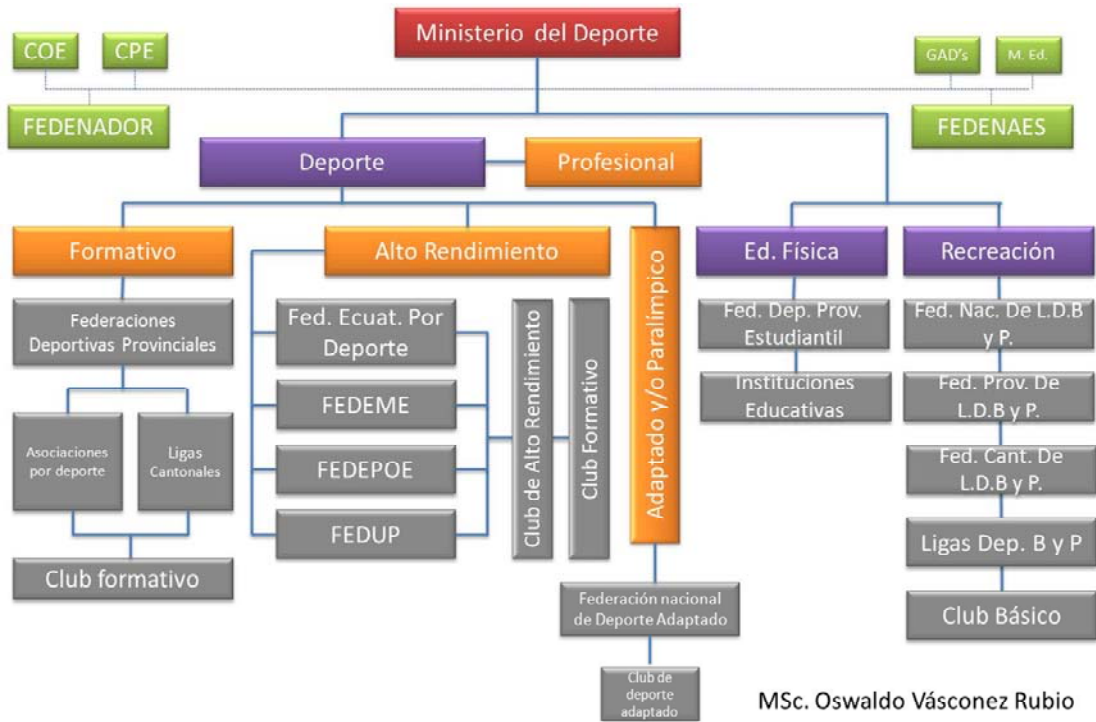 Ministerio del Deporte
COE
CPE
GAD's
M. Ed.
FEDENADOR
FEDENAES
Deporte
Profesional
Formativo
Alto Rendimiento
Adaptado y/o Paralímpico
Ed. Física
Recreación
Federaciones
Deportivas Provinciales
Asociaciones
por deporte
Ligas
Cantonales
Club formativo
Fed. Ecuat. Por
Deporte
FEDEME
FEDEPOE
FEDUP
Club de Alto Rendimiento
Club Formativo
Federación nacional
de Deporte Adaptado
Club de
deporte
adaptado
Fed. Dep. Prov.
Estudiantil
Instituciones
Educativas
Fed. Nac. De L.D.B
y P.
Fed. Prov. De
L.D.B y P.
Fed. Cant. De
L.D.B y P.
Ligas Dep. B y P
Club Básico
MSc. Oswaldo Vásconez Rubio